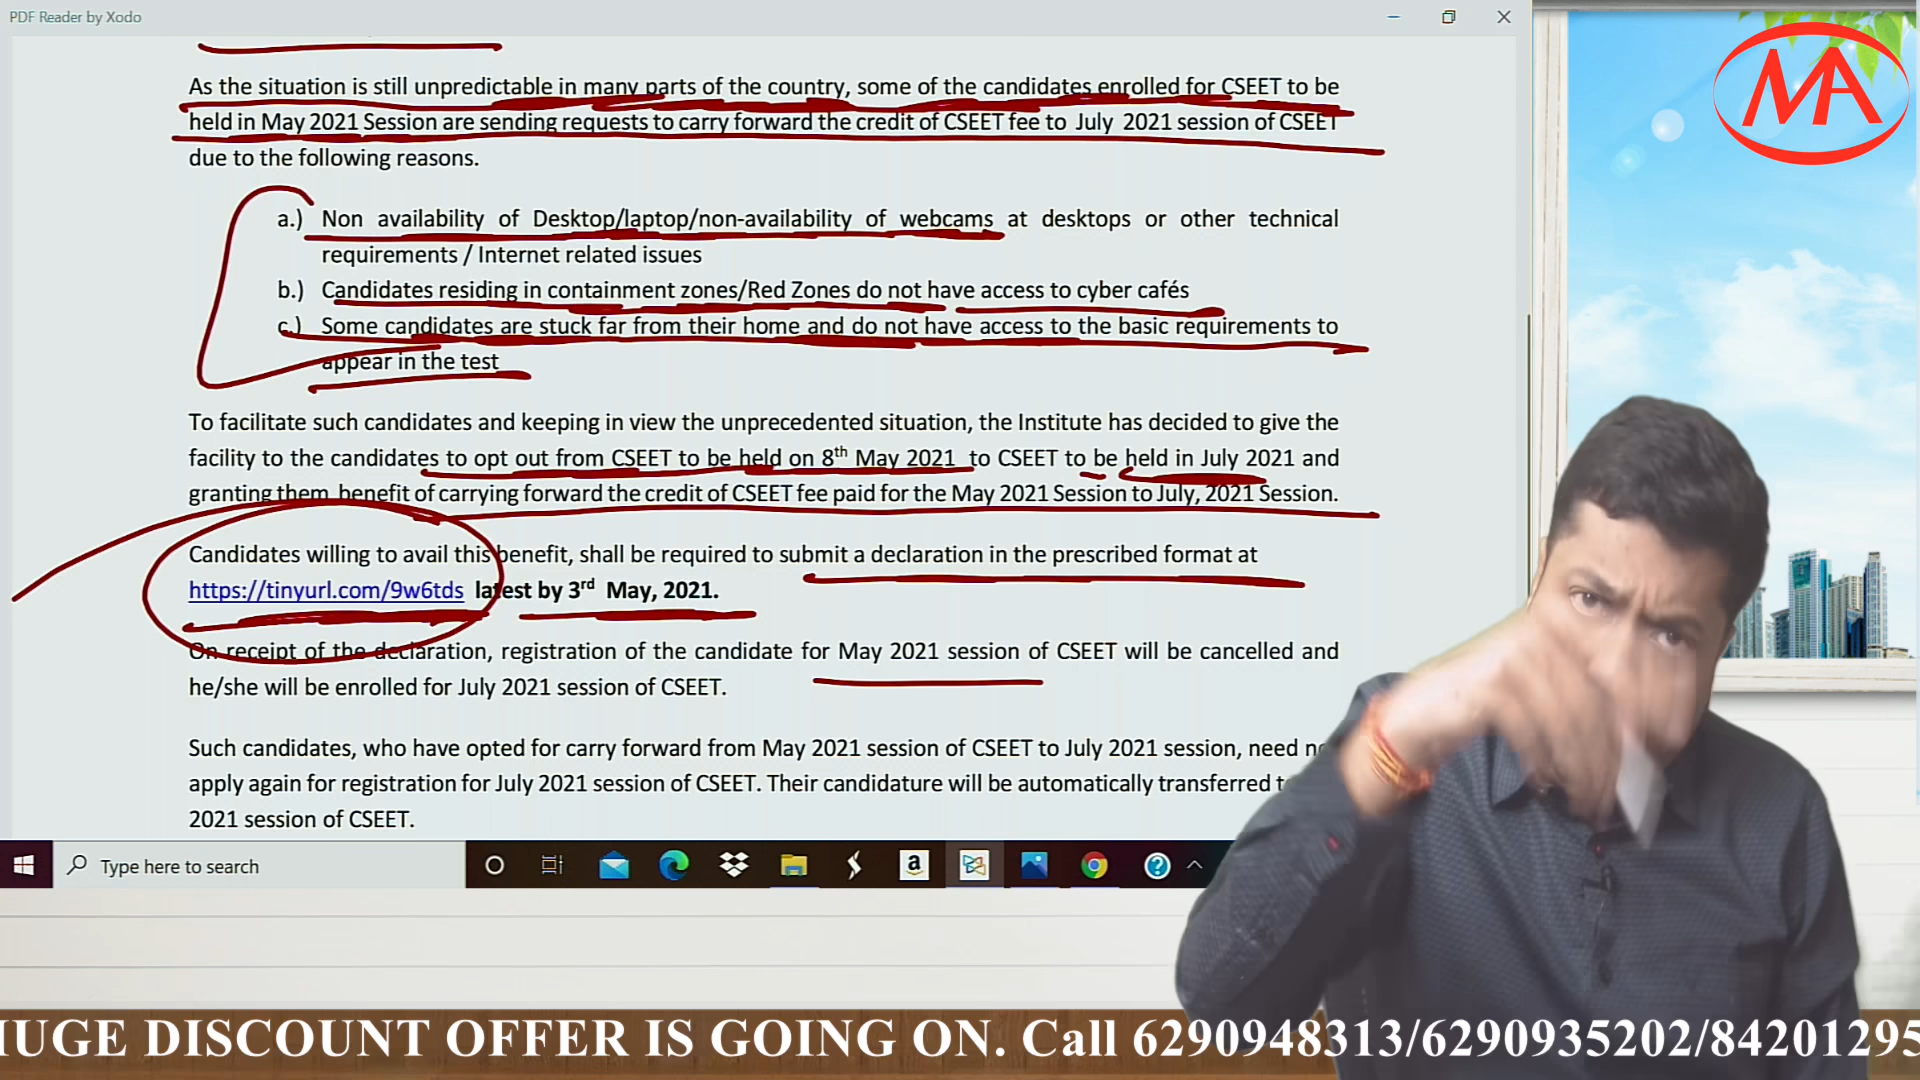 PDF Reader by Xodo
MA
As the situation is still unpredictable in many parts of the country, some of the candidates enrolled for CSEET to be
held in May 2021 Session are sending requests to carry forward the credit of CSEET fee to July 2021 session of CSEET
due to the following reasons.
a.) Non availability of Desktop/laptop/non-availability of webcams at desktops or other technical
requirements / Internet related issues
b.) Candidates residing in containment zones/Red Zones do not have access to cyber cafés
c.) Some candidates are stuck far from their home and do not have access to the basic requirements to
appear in the test
To facilitate such candidates and keeping in view the unprecedented situation, the Institute has decided to give the
facility to the candidates to opt out from CSEET to be held on 8th May 2021 to CSEET to be held in July 2021 and
granting them benefit of carrying forward the credit of CSEET fee paid for the May 2021 Session to July, 2021 Session.
Candidates willing to avail this benefit, shall be required to submit a declaration in the prescribed format at
https://tinyurl.com/9w6tds latest by 3rd May, 2021.
On receipt of the declaration, registration of the candidate for May 2021 session of CSEET will be cancelled and
he/she will be enrolled for July 2021 session of CSEET.
Such candidates, who have opted for carry forward from May 2021 session of CSEET to July 2021 session, need
apply again for registration for July 2021 session of CSEET. Their candidature will be automatically transferred
2021 session of CSEET.
Type here to search
HUGE DISCOUNT OFFER IS GOING ON. Call 6290948313/6290935202/84201295